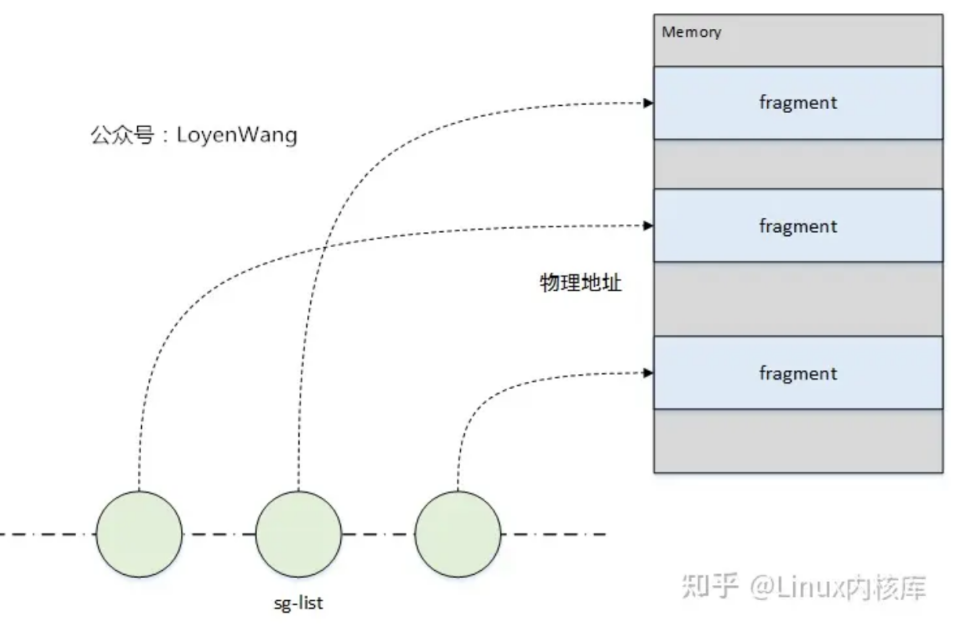 Memory
fragment
公众号：LoyenWang
fragment
物理地址
fragment
sg-list
知乎 @Linux内核库